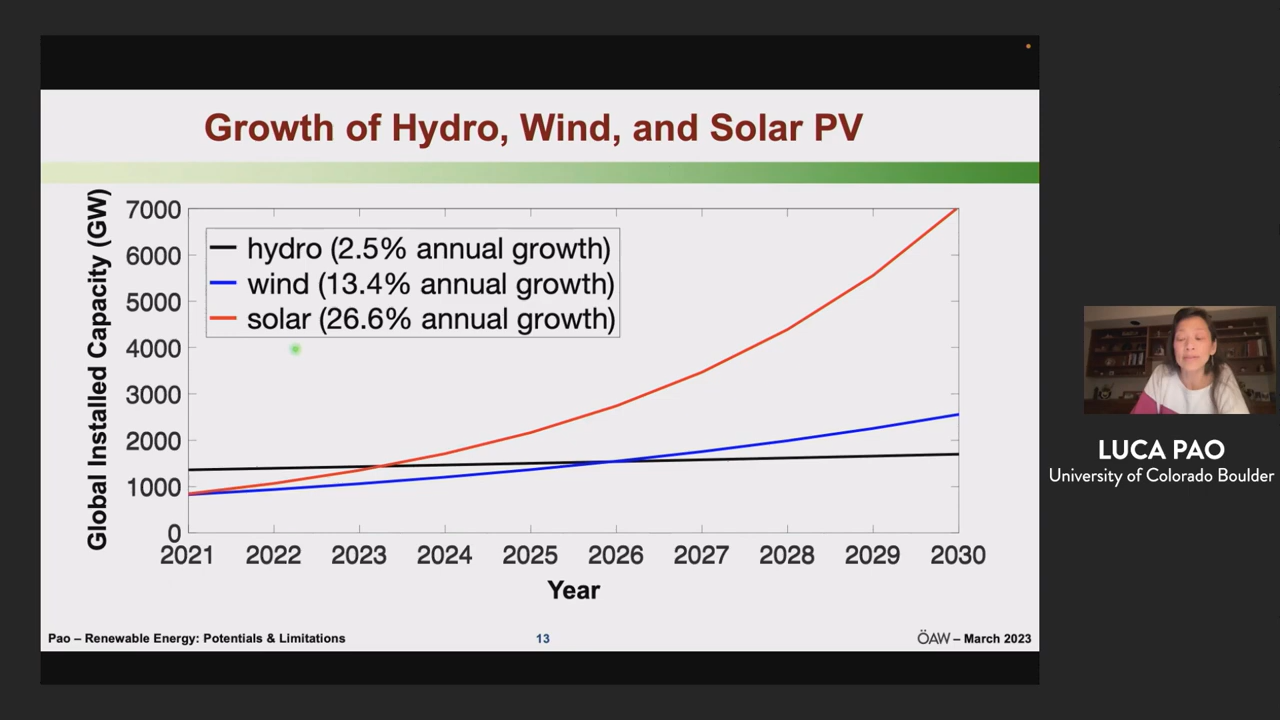 Growth of Hydro, Wind, and Solar PV
Global Installed Capacity (GW)
7000
6000
5000
4000
3000
2000
1000
0
hydro (2.5% annual growth)
wind (13.4% annual growth)
solar (26.6% annual growth)
2021 2022 2023 2024 2025 2026 2027 2028 2029 2030
Year
Pao – Renewable Energy: Potentials & Limitations 13 ÖAW – March 2023
LUCA PAO
University of Colorado Boulder